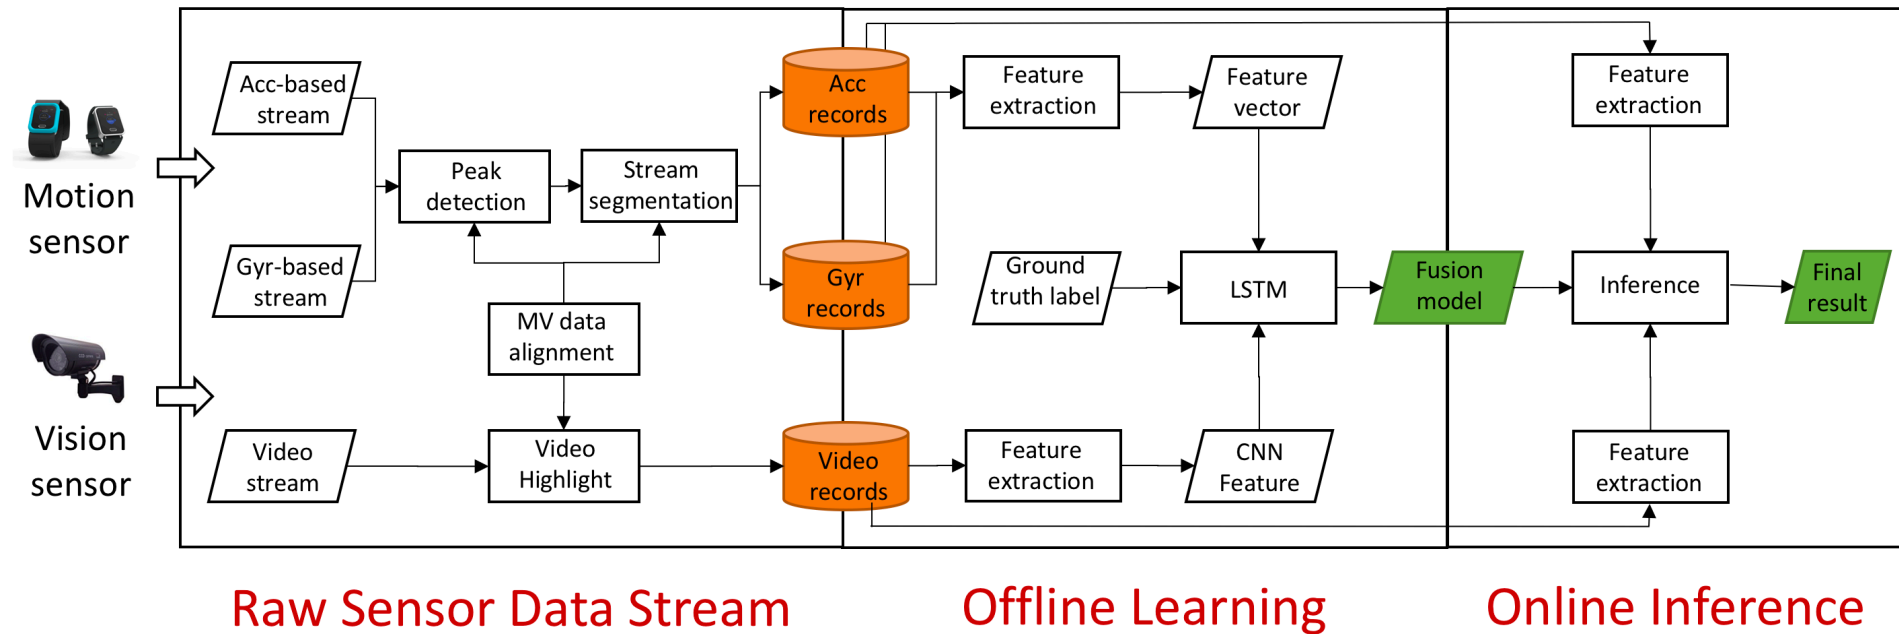 Motion
sensor
Vision
sensor
Acc-based
stream
Gyr-based
stream
Peak
detection
Stream
segmentation
MV data
alignment
Video
stream
Video
Highlight
Acc
records
Gyr
records
Video
records
Feature
extraction
Feature
vector
Ground
truth label
LSTM
Fusion
model
Feature
extraction
CNN
Feature
Feature
extraction
Inference
Final
result
Feature
extraction
Raw Sensor Data Stream
Offline Learning
Online Inference